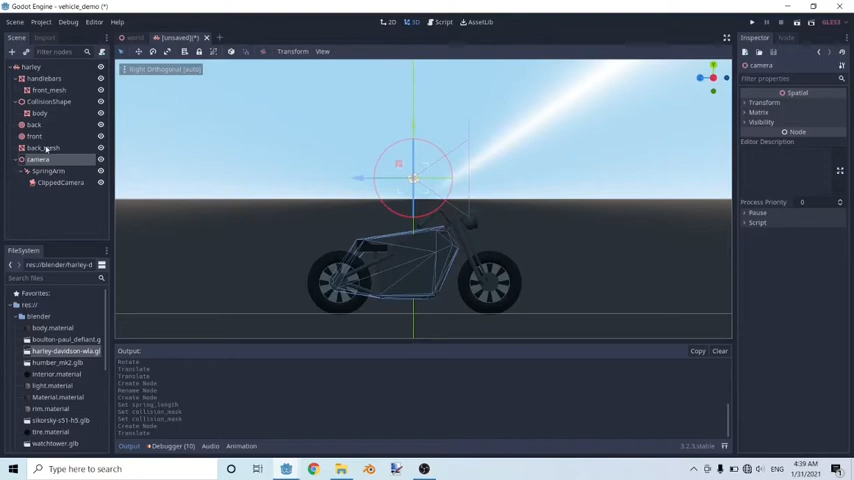 Godot Engine - vehicle_demo (*)
Scene Project Debug Editor Help
2D 3D Script AssetLib
GLES3
Scene Import
world [unsaved](*)
Inspector Node
Filter nodes
Transform View
Right Orthogonal [auto]
harley
handlebars
front_mesh
CollisionShape
body
back
front
back_mesh
camera
SpringArm
ClippedCamera
camera
Filter properties
Spatial
Transform
Matrix
Visibility
Node
Editor Description
Process Priority 0
Pause
Script
FileSystem
res://blender/harley-d
Search files
Favorites:
res://
blender
body.material
boulton-paul_defiant.g
harley-davidson-wla.gl
humber_mk2.glb
interior.material
light.material
Material.material
rim.material
sikorsky-s51-h5.glb
tire.material
watchtower.glb
Output:
Copy Clear
Rotate
Translate
Translate
Create Node
Rename Node
Create Node
Set spring_length
Set collision_mask
Set collision_mask
Create Node
Translate
Output Debugger (10) Audio Animation
3.2.3.stable
Type here to search
ENG
4:39 AM
1/31/2021